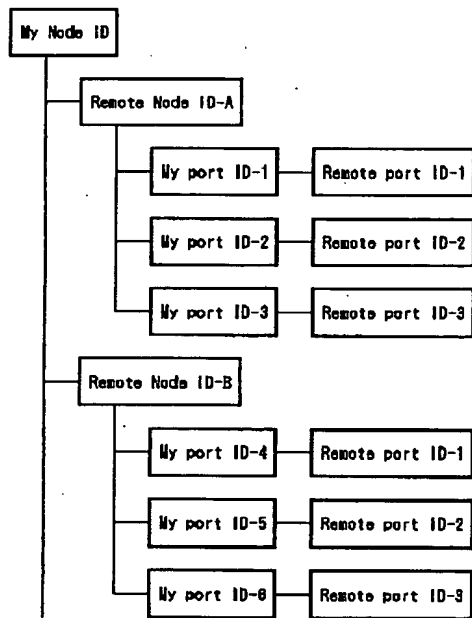 My Node ID
Remote Node ID-A
My port ID-1 Remote port ID-1
My port ID-2 Remote port ID-2
My port ID-3 Remote port ID-3
Remote Node ID-B
My port ID-4 Remote port ID-1
My port ID-5 Remote port ID-2
My port ID-6 Remote port ID-3